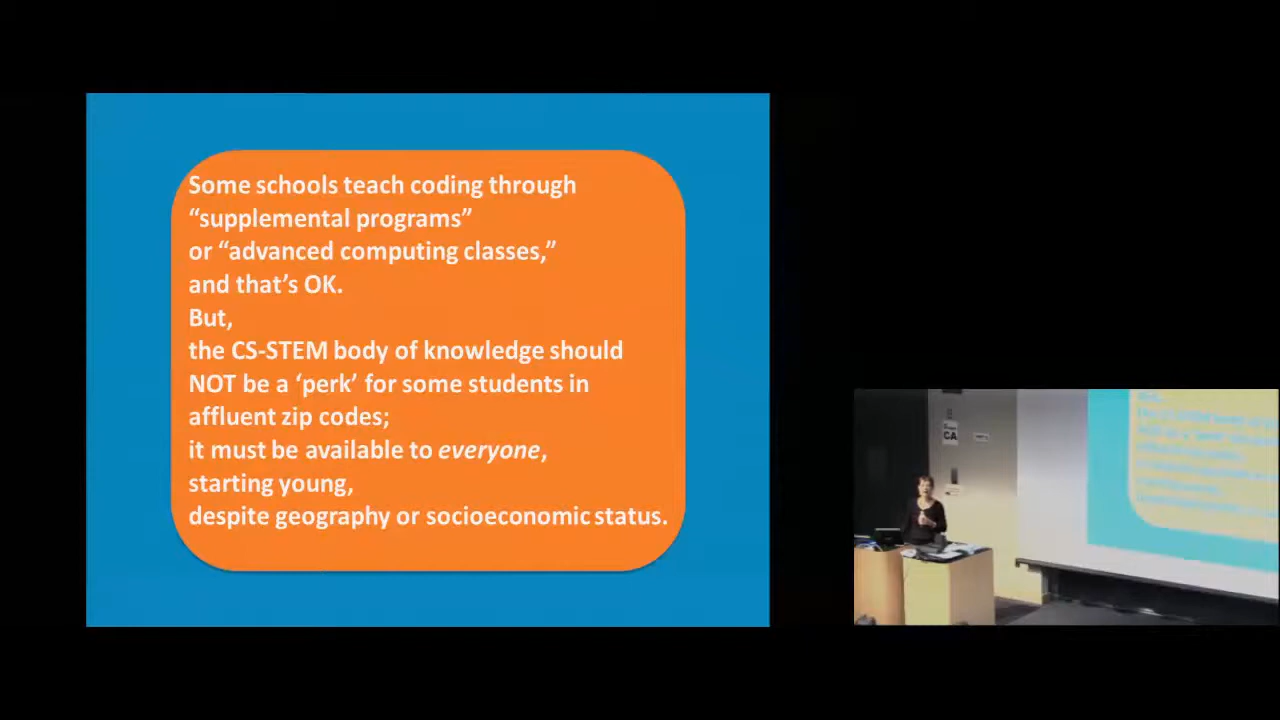 Some schools teach coding through
“supplemental programs”
or “advanced computing classes,”
and that’s OK.
But,
the CS-STEM body of knowledge should
NOT be a ‘perk’ for some students in
affluent zip codes;
it must be available to everyone,
starting young,
despite geography or socioeconomic status.
CA